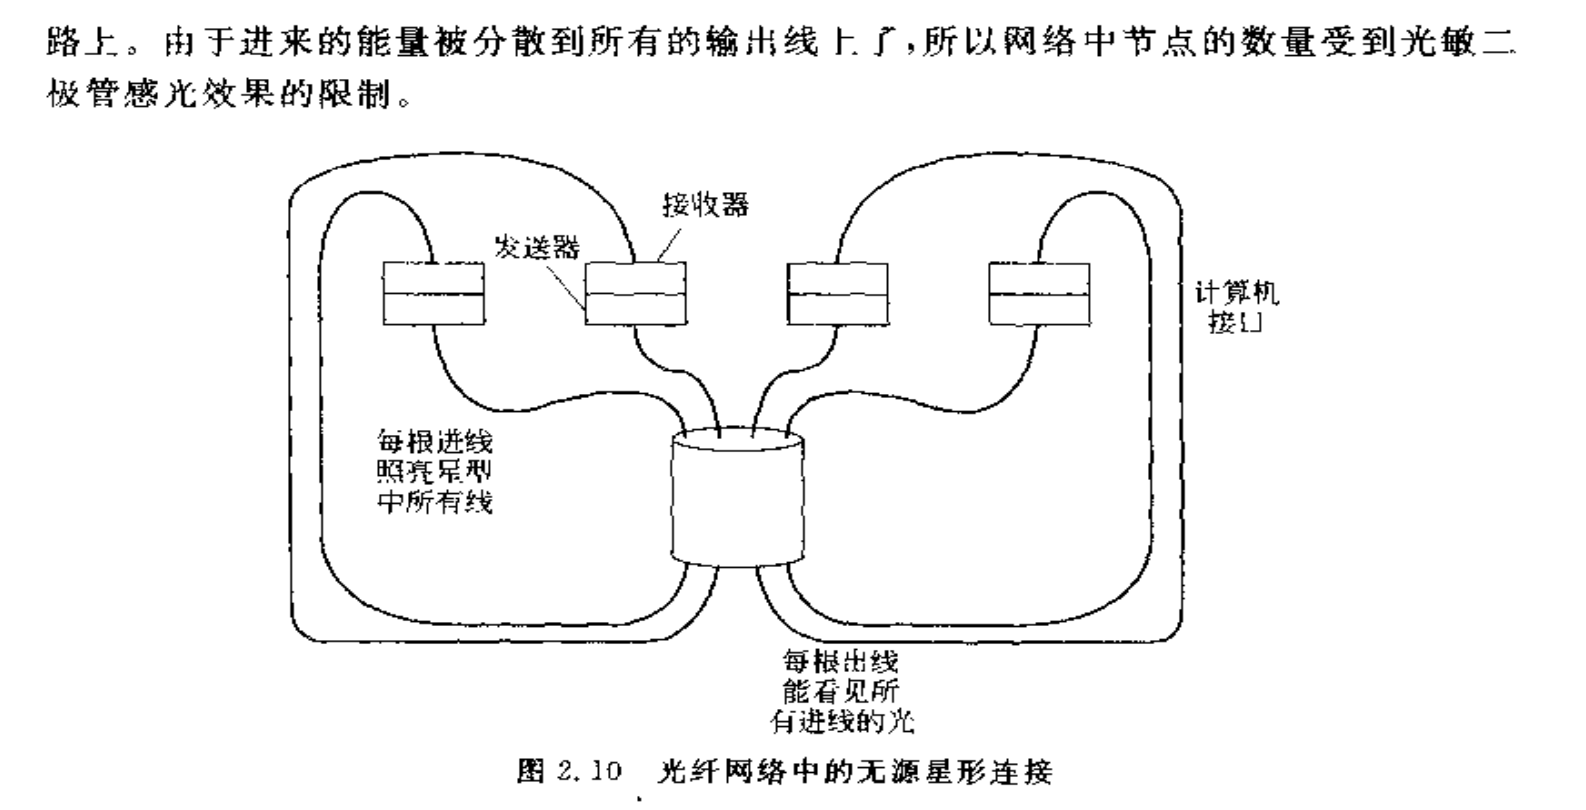 路上。由于进来的能量被分散到所有的输出线上了,所以网络中节点的数量受到光敏二
极管感光效果的限制。
接收器
发送器
计算机
接口
每根进线
照亮星型
中所有线
每根出线
能看见所
有进线的光
图 2.10 光纤网络中的无源星形连接